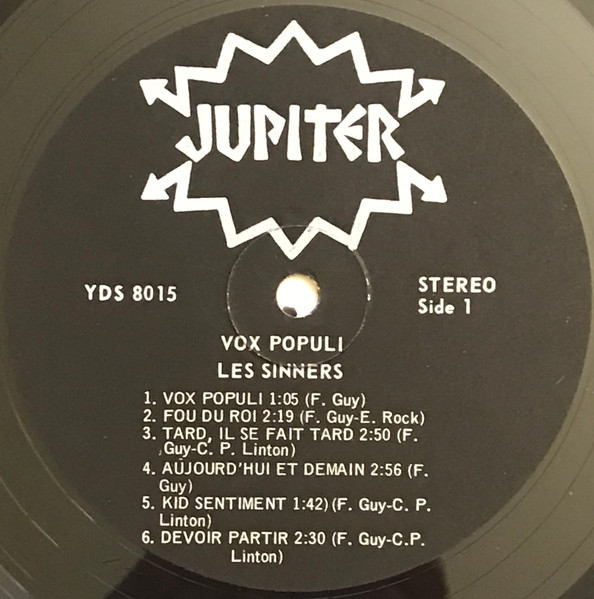 JUPITER
YDS 8015
STEREO
Side 1
VOX POPULI
LES SINNERS
1. VOX POPULI 1:05 (F. Guy)
2. FOU DU ROI 2:19 (F. Guy-E. Rock)
3. TARD, IL SE FAIT TARD 2:50 (F.
Guy-C. P. Linton)
4. AUJOURD'HUI ET DEMAIN 2:56 (F.
Guy)
5. KID SENTIMENT 1:42) (F. Guy-C. P.
Linton)
6. DEVOIR PARTIR 2:30 (F. Guy-C.P.
Linton)